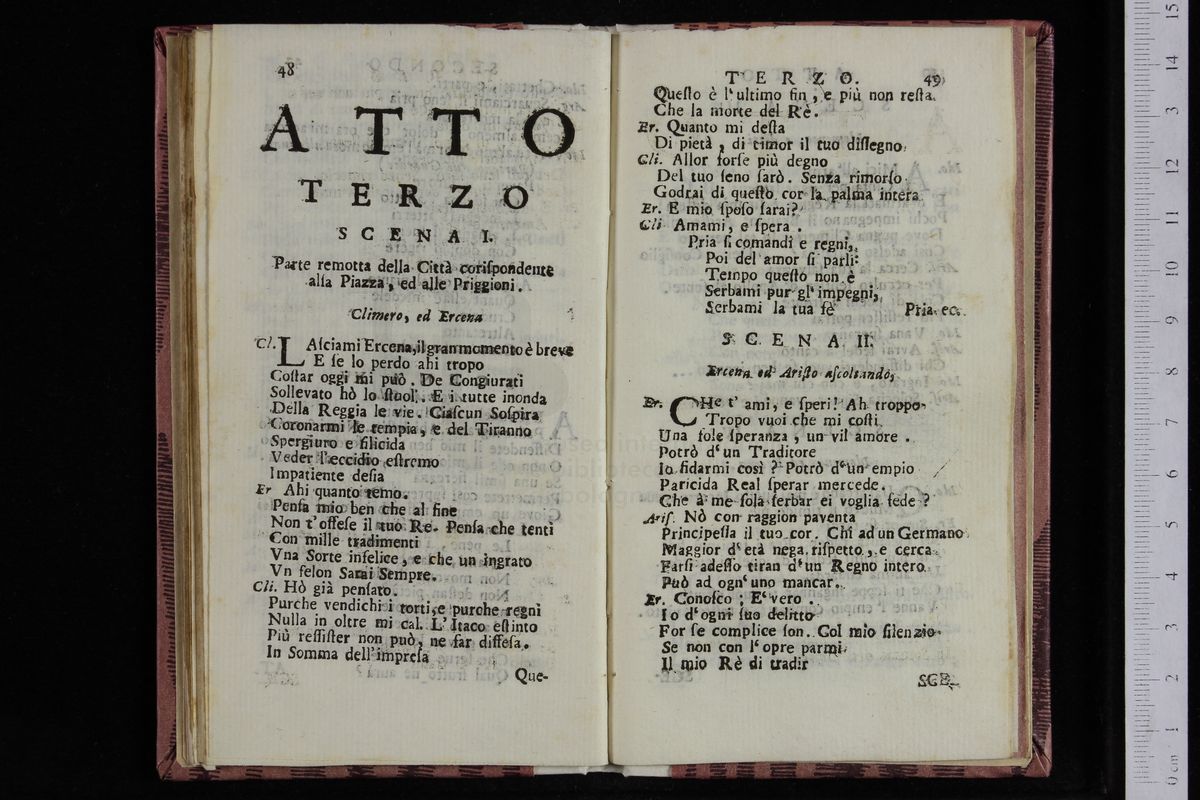 48
ATTO
TERZO
SCENA I.
Parte remotta della Città corispondente
alla Piazza, ed alle Priggioni.
Climero, ed Ercena
Cl. LAsciami Ercena, il gran momento è breve
E se lo perdo ahi tropo
Costar oggi mi può. De Congiurati
Sollevato hò lo stuol. E i tutte inonda
Della Reggia le vie. Ciascun Sospira
Coronarmi le tempia, e del Tiranno
Spergiuro e filicida
Veder l'eccidio estremo
Impatiente desia
Er Ahi quanto temo.
Pensa mio ben che al fine
Non t'offese il tuo Re. Pensa che tenti
Con mille tradimenti
Vna Sorte infelice, e che un ingrato
Vn felon Sarai Sempre.
Cli. Hò già pensato.
Purche vendichi i torti, e purche regni
Nulla in oltre mi cal. L'Itaco estinto
Più ressister non può, ne far diffesa.
In Somma dell'impresa
Que-
TERZO. 49
Questo è l'ultimo fin, e più non resta
Che la morte del Rè.
Er. Quanto mi desta
Di pietà, di timor il tuo dissegno
Cli. Allor forse più degno
Del tuo seno sarò. Senza rimorso
Godrai di questo cor la palma intera
Er. E mio sposo sarai?
Cli Amami, e spera.
Pria si comandi e regni,
Poi del amor si parli:
Tempo questo non è
Serbami pur gl'impegni,
Serbami la tua fè Pria ec.
SCENA II.
Ercena ed Aristo ascoltando,
Er. CHe t'ami, e speri! Ah troppo
Tropo vuoi che mi costi
Una fole speranza, un vil amore.
Potrò d'un Traditore
Io fidarmi così? Potrò d'un empio
Paricida Real sperar mercede.
Che à me sola serbar ei voglia fede?
Aris. Nò con raggion paventa
Principessa il tuo cor. Chi ad un Germano
Maggior d'età nega rispetto, e cerca
Farsi adesso tiran d'un Regno intero
Può ad ogn'uno mancar.
Er. Conosco; E'vero.
Io d'ogni suo delitto
For se complice son. Col mio silenzio
Se non con l'opre parmi
Il mio Rè di tradir
SCE-